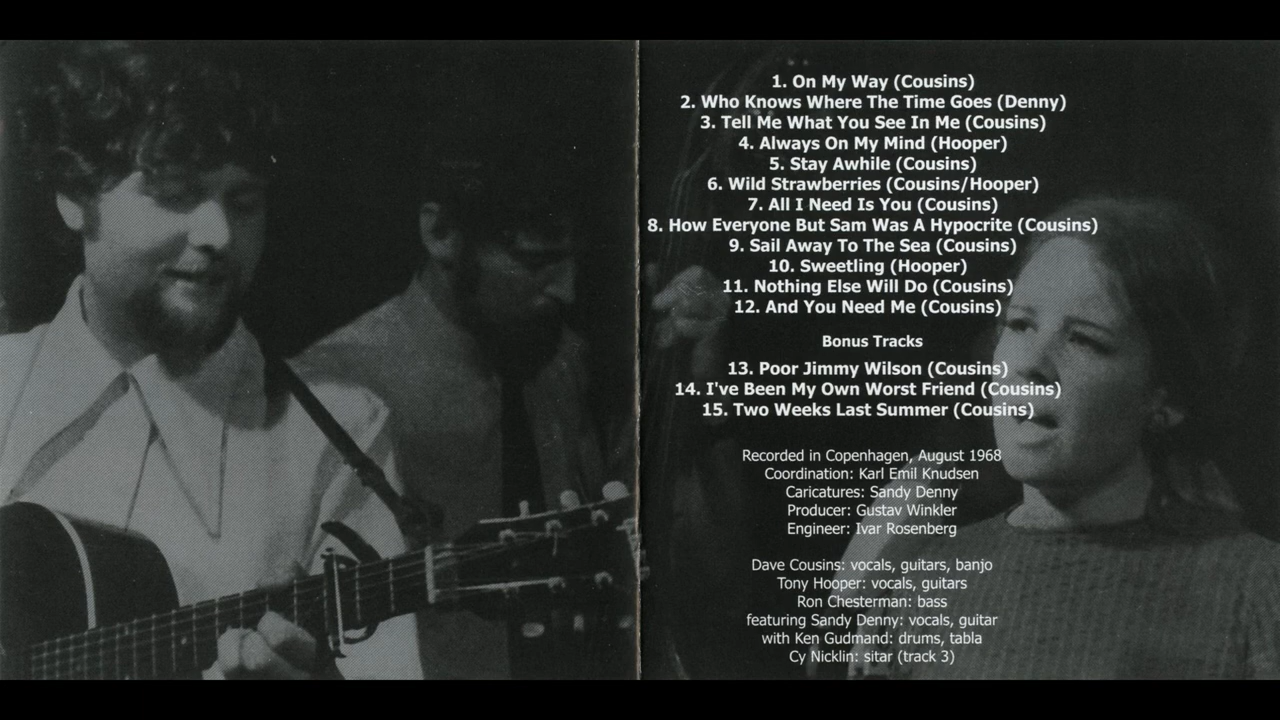 1. On My Way (Cousins)
2. Who Knows Where The Time Goes (Denny)
3. Tell Me What You See In Me (Cousins)
4. Always On My Mind (Hooper)
5. Stay Awhile (Cousins)
6. Wild Strawberries (Cousins/Hooper)
7. All I Need Is You (Cousins)
8. How Everyone But Sam Was A Hypocrite (Cousins)
9. Sail Away To The Sea (Cousins)
10. Sweetling (Hooper)
11. Nothing Else Will Do (Cousins)
12. And You Need Me (Cousins)
Bonus Tracks
13. Poor Jimmy Wilson (Cousins)
14. I've Been My Own Worst Friend (Cousins)
15. Two Weeks Last Summer (Cousins)
Recorded in Copenhagen, August 1968
Coordination: Karl Emil Knudsen
Caricatures: Sandy Denny
Producer: Gustav Winkler
Engineer: Ivar Rosenberg
Dave Cousins: vocals, guitars, banjo
Tony Hooper: vocals, guitars
Ron Chesterman: bass
featuring Sandy Denny: vocals, guitar
with Ken Gudmand: drums, tabla
Cy Nicklin: sitar (track 3)